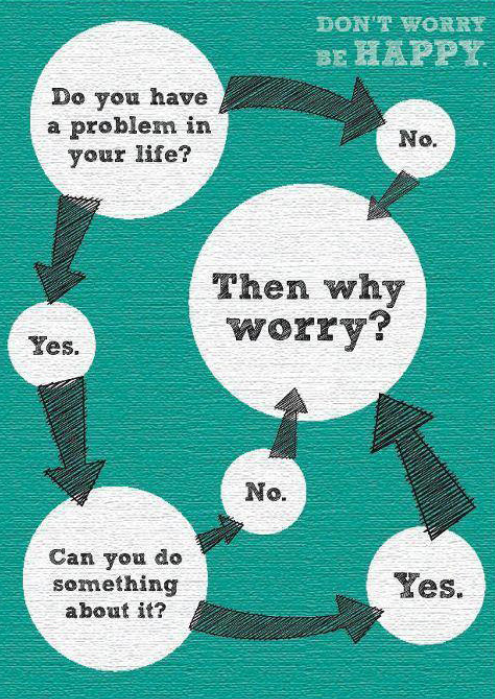 DON'T WORRY
BE HAPPY.
Do you have
a problem in
your life?
No.
Then why
worry?
Yes.
No.
Can you do
something
about it?
Yes.